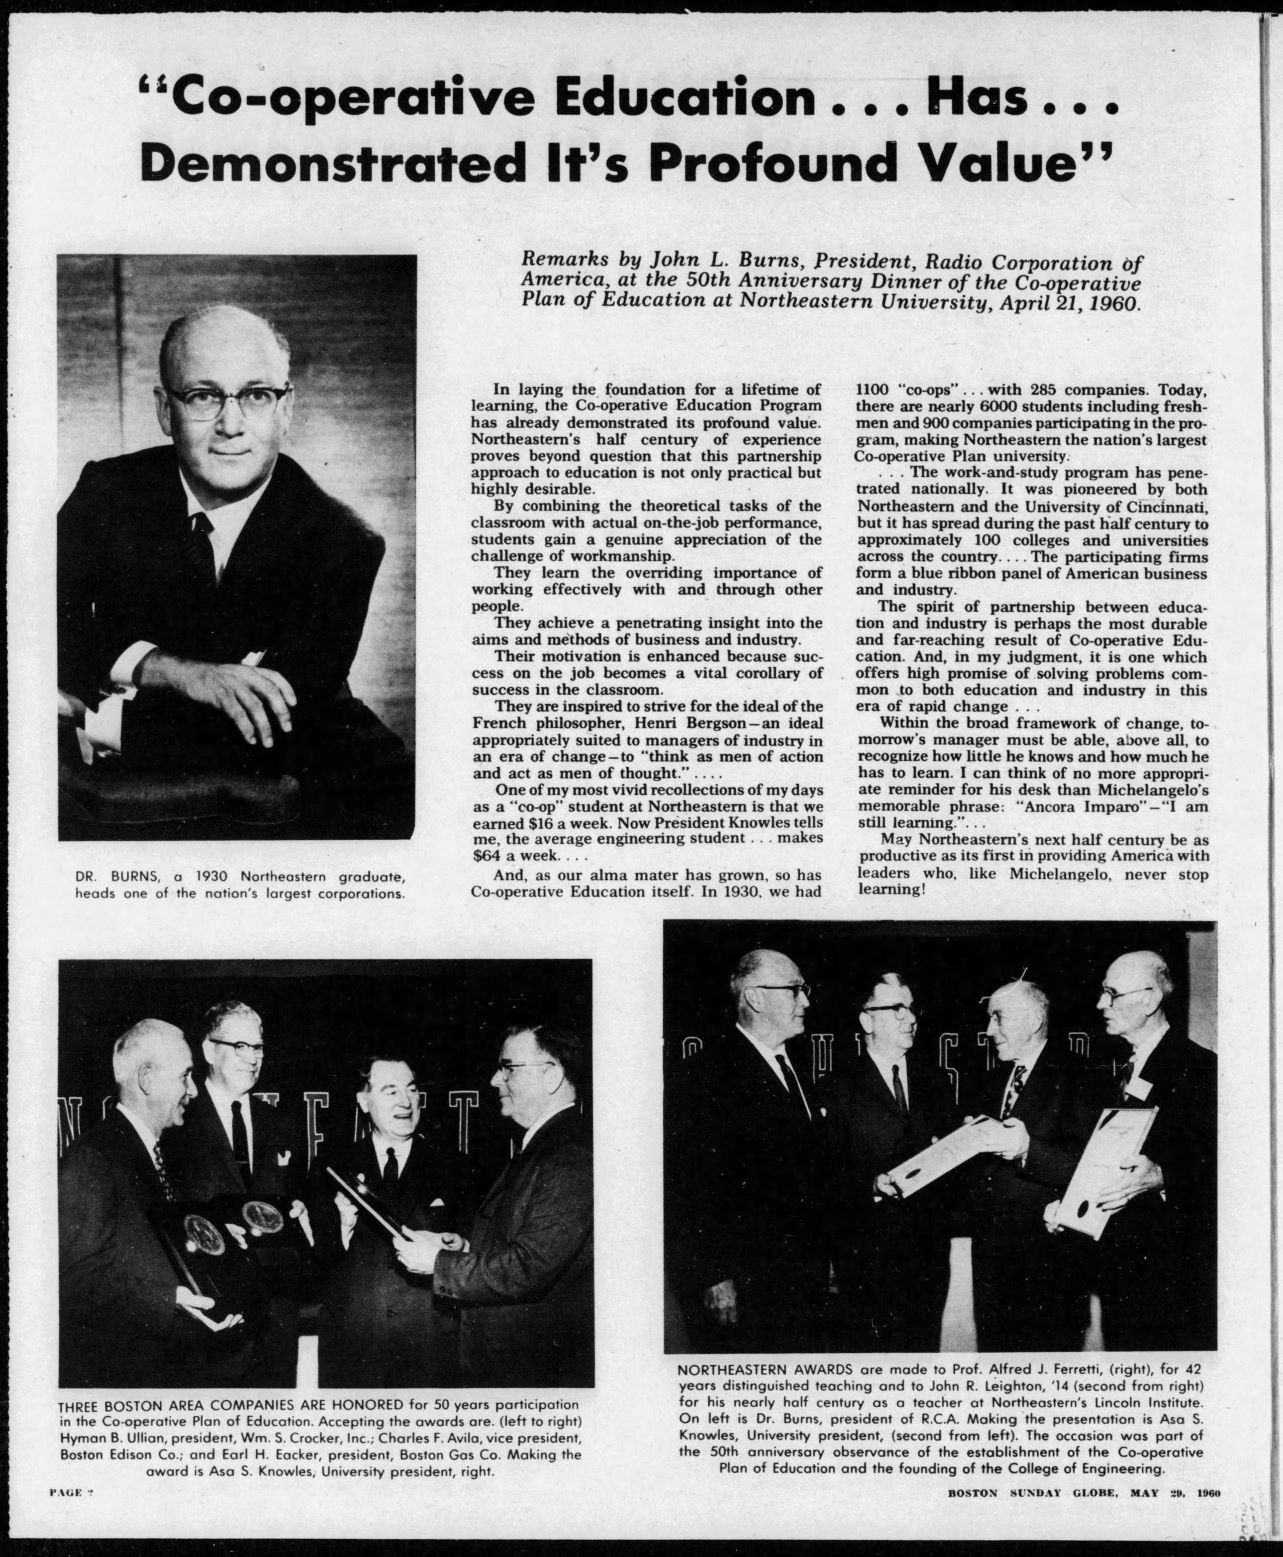 “Co-operative Education . . . Has . . .
Demonstrated It’s Profound Value”
Remarks by John L. Burns, President, Radio Corporation of
America, at the 50th Anniversary Dinner of the Co-operative
Plan of Education at Northeastern University, April 21, 1960.
DR. BURNS, a 1930 Northeastern graduate,
heads one of the nation’s largest corporations.
In laying the foundation for a lifetime of
learning, the Co-operative Education Program
has already demonstrated its profound value.
Northeastern’s half century of experience
proves beyond question that this partnership
approach to education is not only practical but
highly desirable.
By combining the theoretical tasks of the
classroom with actual on-the-job performance,
students gain a genuine appreciation of the
challenge of workmanship.
They learn the overriding importance of
working effectively with and through other
people.
They achieve a penetrating insight into the
aims and methods of business and industry.
Their motivation is enhanced because suc-
cess on the job becomes a vital corollary of
success in the classroom.
They are inspired to strive for the ideal of the
French philosopher, Henri Bergson—an ideal
appropriately suited to managers of industry in
an era of change—to “think as men of action
and act as men of thought.” . . . .
One of my most vivid recollections of my days
as a “co-op” student at Northeastern is that we
earned $16 a week. Now President Knowles tells
me, the average engineering student . . . makes
$64 a week. . . .
And, as our alma mater has grown, so has
Co-operative Education itself. In 1930, we had
1100 “co-ops” . . . with 285 companies. Today,
there are nearly 6000 students including fresh-
men and 900 companies participating in the pro-
gram, making Northeastern the nation’s largest
Co-operative Plan university.
. . . The work-and-study program has pene-
trated nationally. It was pioneered by both
Northeastern and the University of Cincinnati,
but it has spread during the past half century to
approximately 100 colleges and universities
across the country. . . . The participating firms
form a blue ribbon panel of American business
and industry.
The spirit of partnership between educa-
tion and industry is perhaps the most durable
and far-reaching result of Co-operative Edu-
cation. And, in my judgment, it is one which
offers high promise of solving problems com-
mon to both education and industry in this
era of rapid change . . .
Within the broad framework of change, to-
morrow’s manager must be able, above all, to
recognize how little he knows and how much he
has to learn. I can think of no more appropri-
ate reminder for his desk than Michelangelo’s
memorable phrase: “Ancora Imparo”—“I am
still learning.”. . .
May Northeastern’s next half century be as
productive as its first in providing America with
leaders who, like Michelangelo, never stop
learning!
THREE BOSTON AREA COMPANIES ARE HONORED for 50 years participation
in the Co-operative Plan of Education. Accepting the awards are. (left to right)
Hyman B. Ullian, president, Wm. S. Crocker, Inc.; Charles F. Avila, vice president,
Boston Edison Co.; and Earl H. Eacker, president, Boston Gas Co. Making the
award is Asa S. Knowles, University president, right.
NORTHEASTERN AWARDS are made to Prof. Alfred J. Ferretti, (right), for 42
years distinguished teaching and to John R. Leighton, ’14 (second from right)
for his nearly half century as a teacher at Northeastern’s Lincoln Institute.
On left is Dr. Burns, president of R.C.A. Making the presentation is Asa S.
Knowles, University president, (second from left). The occasion was part of
the 50th anniversary observance of the establishment of the Co-operative
Plan of Education and the founding of the College of Engineering.
PAGE
BOSTON SUNDAY GLOBE, MAY 29, 1960